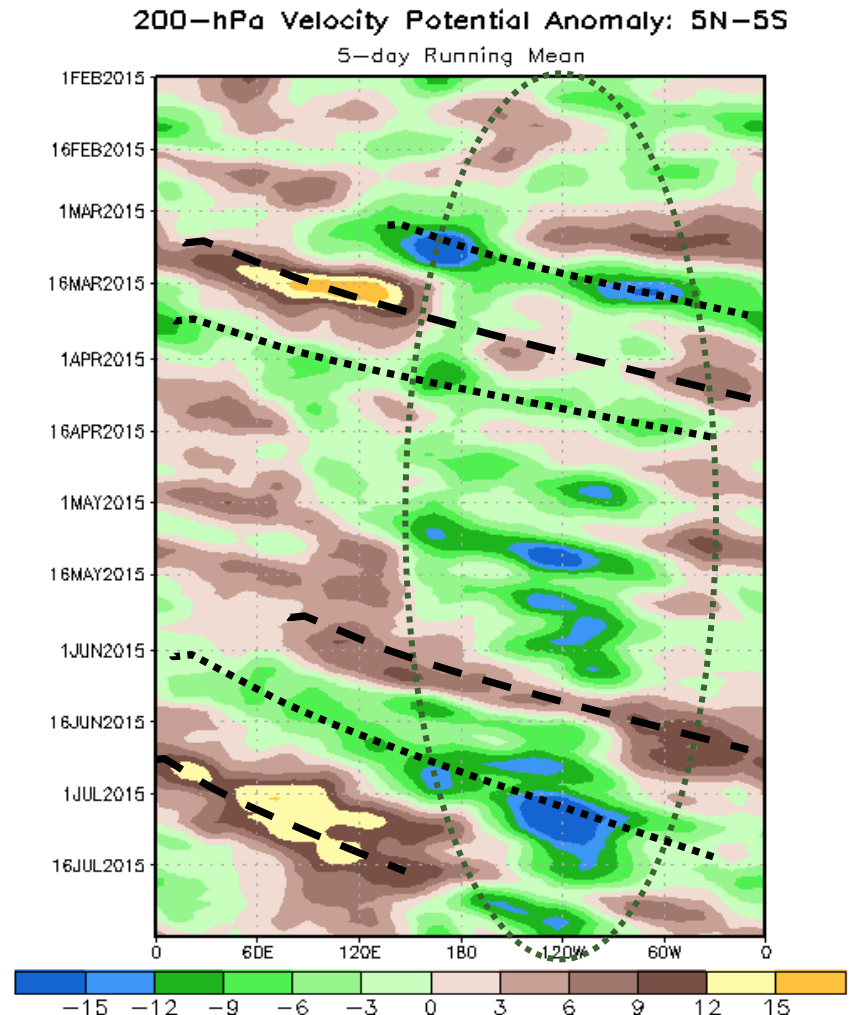 200-hPa Velocity Potential Anomaly: 5N-5S
5-day Running Mean
1FEB2015
16FEB2015
1MAR2015
16MAR2015
1APR2015
16APR2015
1MAY2015
16MAY2015
1JUN2015
16JUN2015
1JUL2015
16JUL2015
0 60E 120E 180 120W 60W 0
-15 -12 -9 -6 -3 0 3 6 9 12 15